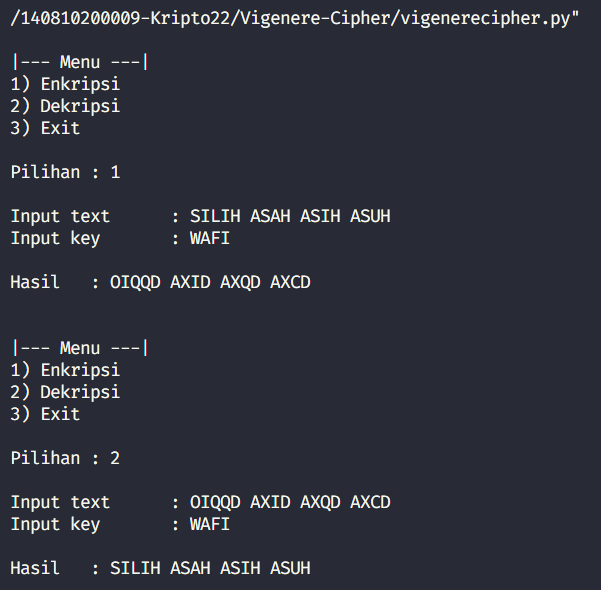 /140810200009-Kripto22/Vigenere-Cipher/vigenerecipher.py"
|--- Menu ---|
1) Enkripsi
2) Dekripsi
3) Exit
Pilihan : 1
Input text      : SILIH ASAH ASIH ASUH
Input key       : WAFI
Hasil   : OIQQD AXID AXQD AXCD
|--- Menu ---|
1) Enkripsi
2) Dekripsi
3) Exit
Pilihan : 2
Input text      : OIQQD AXID AXQD AXCD
Input key       : WAFI
Hasil   : SILIH ASAH ASIH ASUH